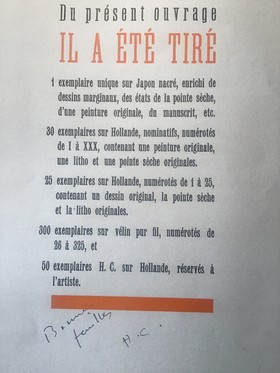 Du présent ouvrage
IL A ÉTÉ TIRÉ
1 exemplaire unique sur Japon nacré, enrichi de
dessins marginaux, des états de la pointe sèche,
d'une peinture originale, du manuscrit, etc.
30 exemplaires sur Hollande, nominatifs, numérotés
de I à XXX, contenant une peinture originale,
une litho et une pointe sèche originales.
25 exemplaires sur Hollande, numérotés de 1 à 25,
contenant un dessin original, la pointe sèche
et la litho originales.
300 exemplaires sur vélin pur fil, numérotés de
26 à 325, et
50 exemplaires H. C. sur Hollande, réservés à
l'artiste.
Bonnes
feuilles
H.C.